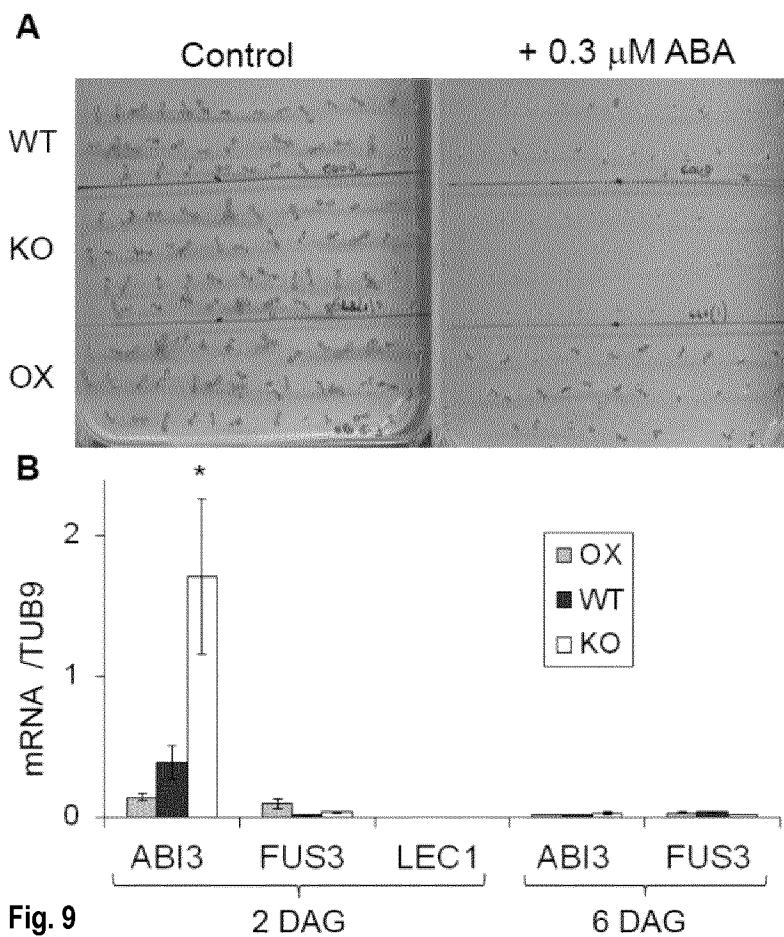 A
Control
+ 0.3 µM ABA
WT
KO
OX
B
*
mRNA /TUB9
2
1
0
OX
WT
KO
ABI3
FUS3
LEC1
ABI3
FUS3
2 DAG
6 DAG
Fig. 9